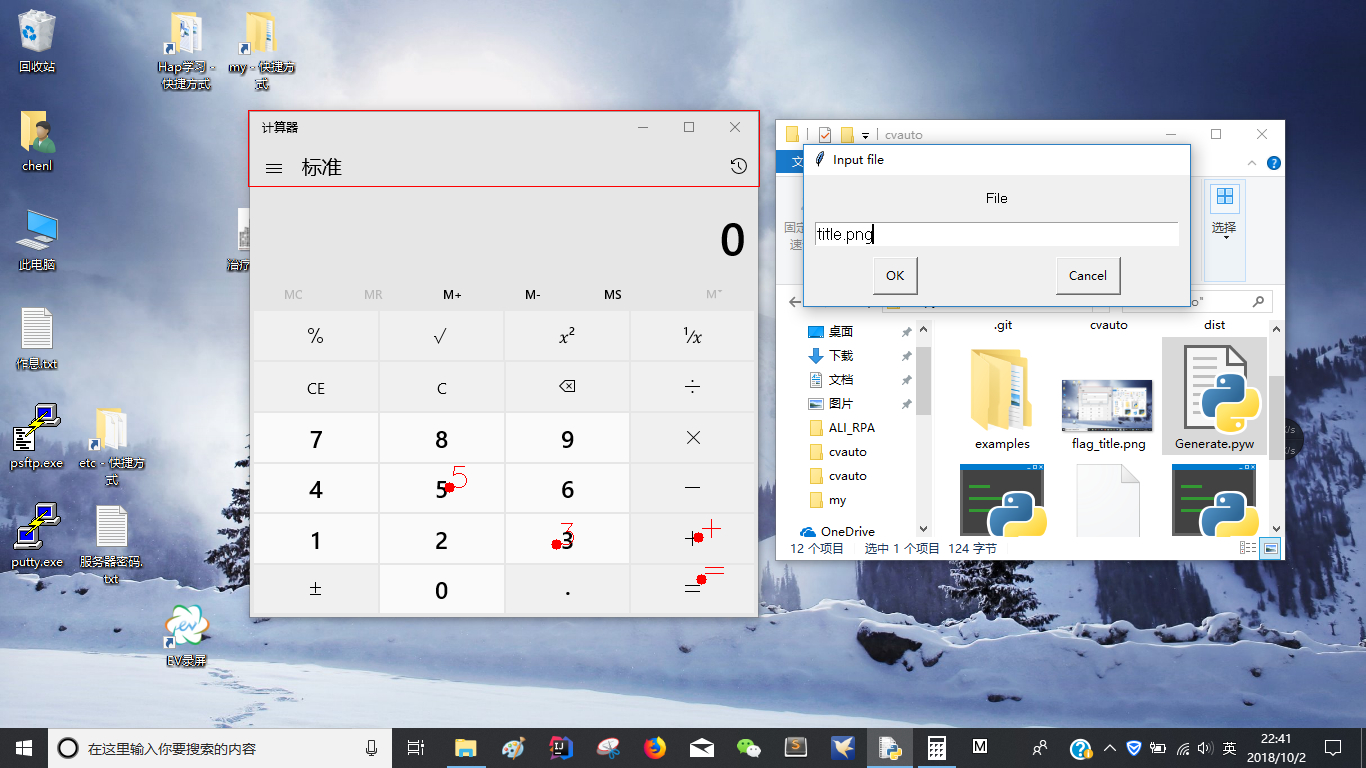 回收站
Hap学习 -
快捷方式
my - 快捷方
式
chenl
此电脑
治疗
作息.txt
psftp.exe
etc - 快捷方
式
putty.exe
服务器密码.
txt
EV录屏
计算器
标准
0
MC MR M+ M- MS M˅
% √ x² ¹/x
CE C ÷
7 8 9 ×
4 5 6 −
5
1 2 3 +
3 +
± 0 . =
=
cvauto
文
Input file
File
title.png
OK Cancel
选择
桌面
下载
文档
图片
ALI_RPA
cvauto
cvauto
my
OneDrive
.git cvauto dist
examples flag_title.png Generate.pyw
12 个项目 选中 1 个项目 124 字节
在这里输入你要搜索的内容
S
M
英
22:41
2018/10/2